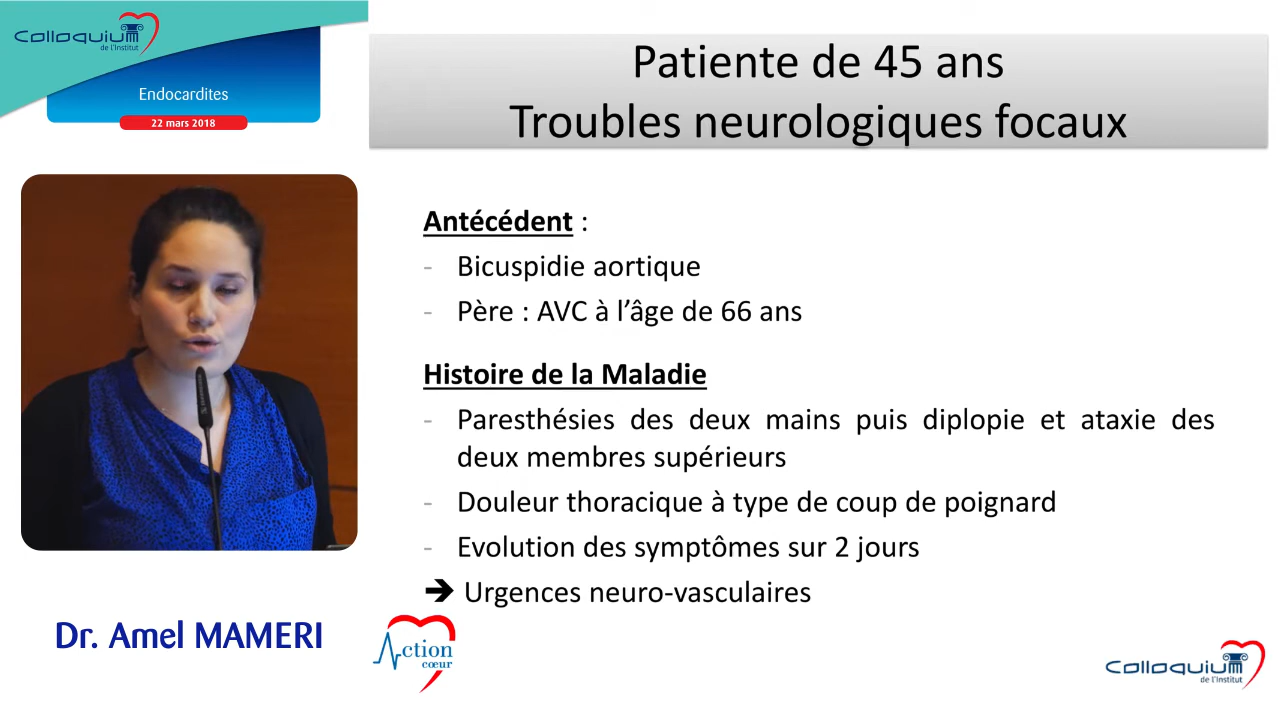 Colloquium
de l'Institut
Endocardites
22 mars 2018
Patiente de 45 ans
Troubles neurologiques focaux
Antécédent :
- Bicuspidie aortique
- Père : AVC à l'âge de 66 ans
Histoire de la Maladie
- Paresthésies des deux mains puis diplopie et ataxie des
deux membres supérieurs
- Douleur thoracique à type de coup de poignard
- Evolution des symptômes sur 2 jours
➔ Urgences neuro-vasculaires
Dr. Amel MAMERI
Action
cœur
Colloquium
de l'Institut